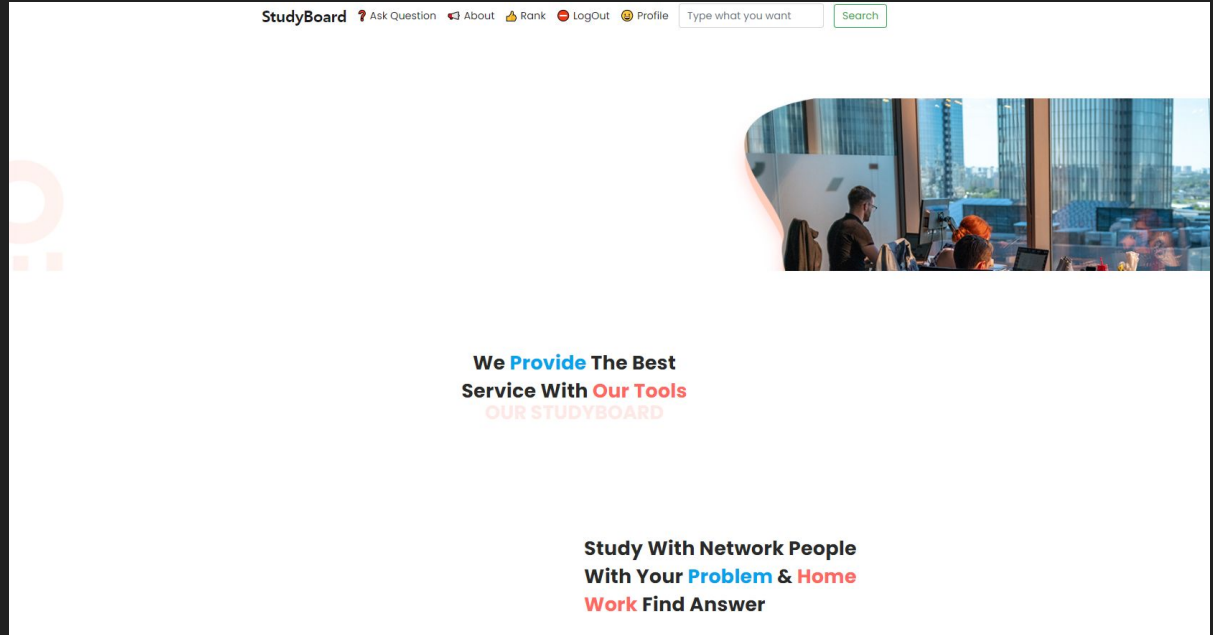 StudyBoard ❓ Ask Question 📢 About 👍 Rank ⛔ LogOut 😀 Profile Type what you want Search
We Provide The Best
Service With Our Tools
OUR STUDYBOARD
Study With Network People
With Your Problem & Home
Work Find Answer